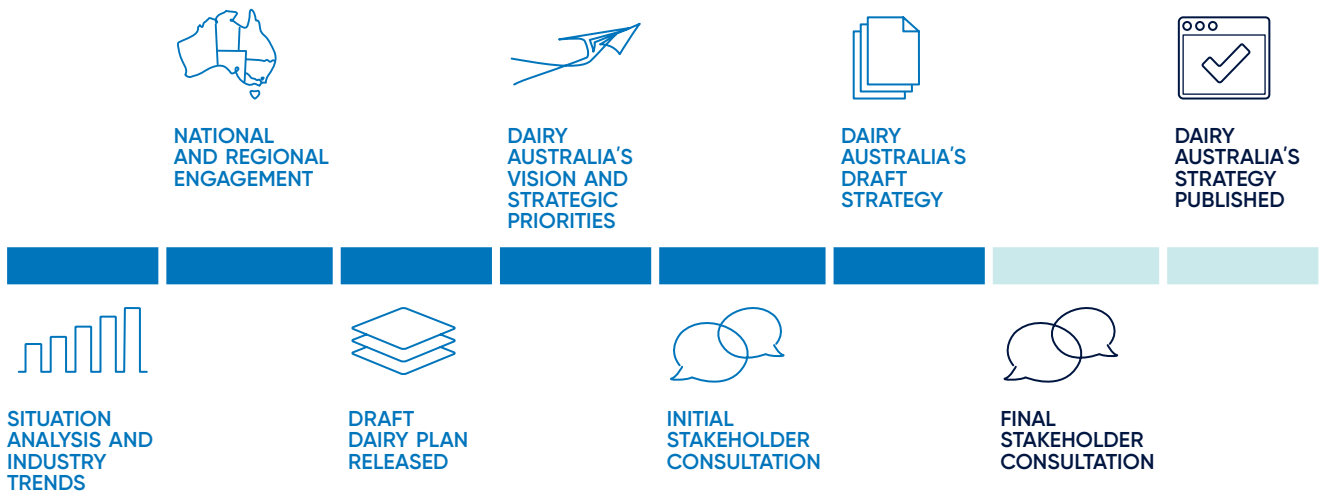 NATIONAL
AND REGIONAL
ENGAGEMENT
DAIRY
AUSTRALIA'S
VISION AND
STRATEGIC
PRIORITIES
DAIRY
AUSTRALIA'S
DRAFT
STRATEGY
DAIRY
AUSTRALIA'S
STRATEGY
PUBLISHED
SITUATION
ANALYSIS AND
INDUSTRY
TRENDS
DRAFT
DAIRY PLAN
RELEASED
INITIAL
STAKEHOLDER
CONSULTATION
FINAL
STAKEHOLDER
CONSULTATION